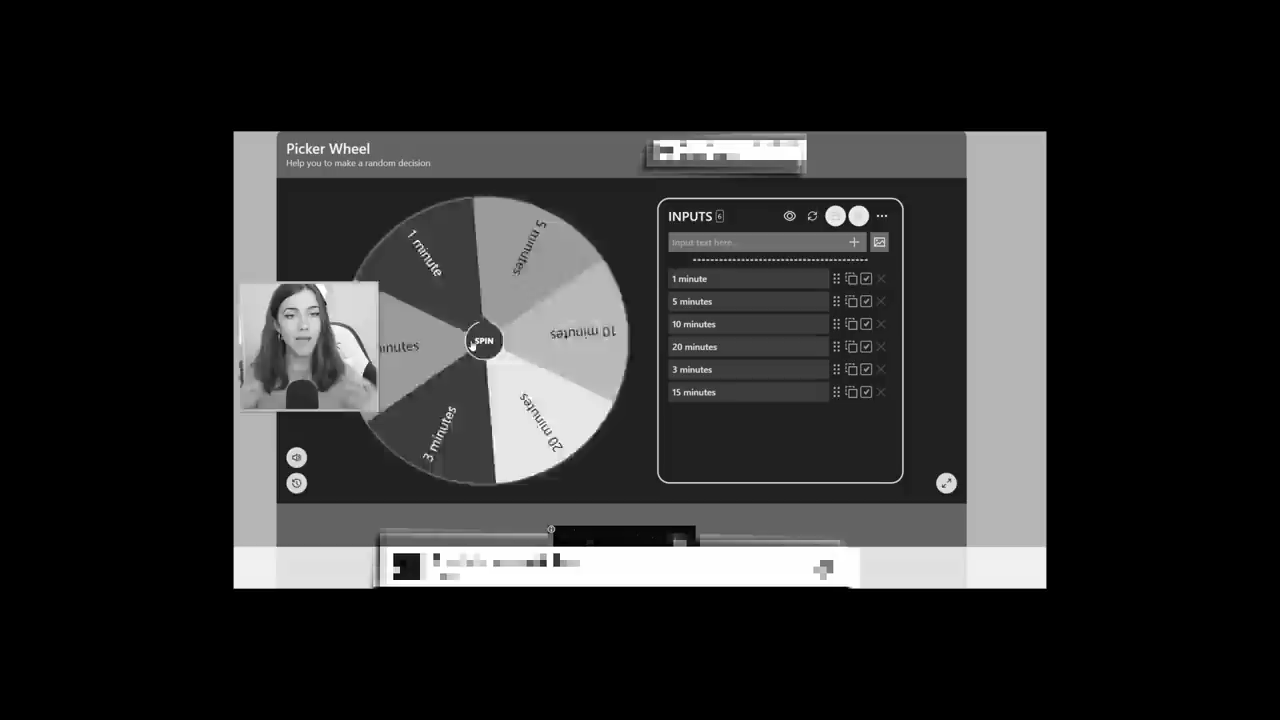 Picker Wheel
Help you to make a random decision
INPUTS 6
Input text here...
1 minute
5 minutes
10 minutes
20 minutes
3 minutes
15 minutes
1 minute
5 minutes
10 minutes
20 minutes
3 minutes
minutes
SPIN